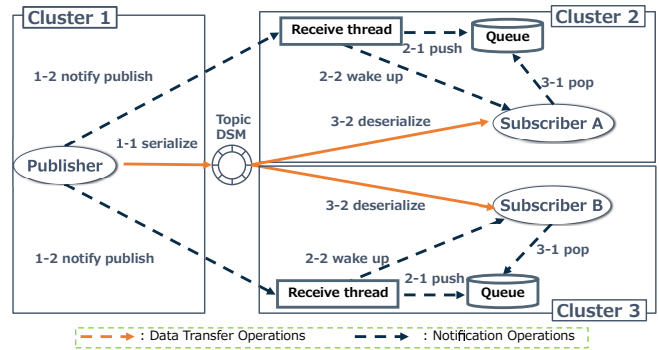 Cluster 1
Cluster 2
Receive thread
2-1 push
Queue
1-2 notify publish
2-2 wake up
3-1 pop
Topic
DSM
3-2 deserialize
Subscriber A
1-1 serialize
Publisher
3-2 deserialize
Subscriber B
1-2 notify publish
2-2 wake up
3-1 pop
2-1 push
Receive thread
Queue
Cluster 3
: Data Transfer Operations
: Notification Operations